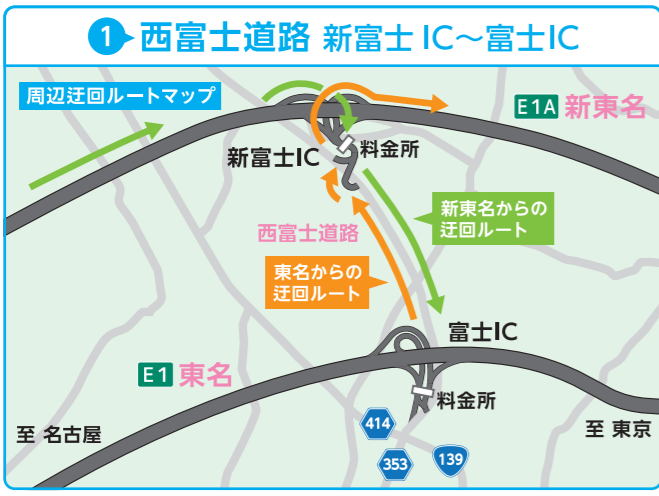 1 西富士道路 新富士IC～富士IC
周辺迂回ルートマップ
E1A 新東名
新富士IC
料金所
新東名からの
迂回ルート
西富士道路
東名からの
迂回ルート
富士IC
E1 東名
料金所
414
至 名古屋
至 東京
353
139